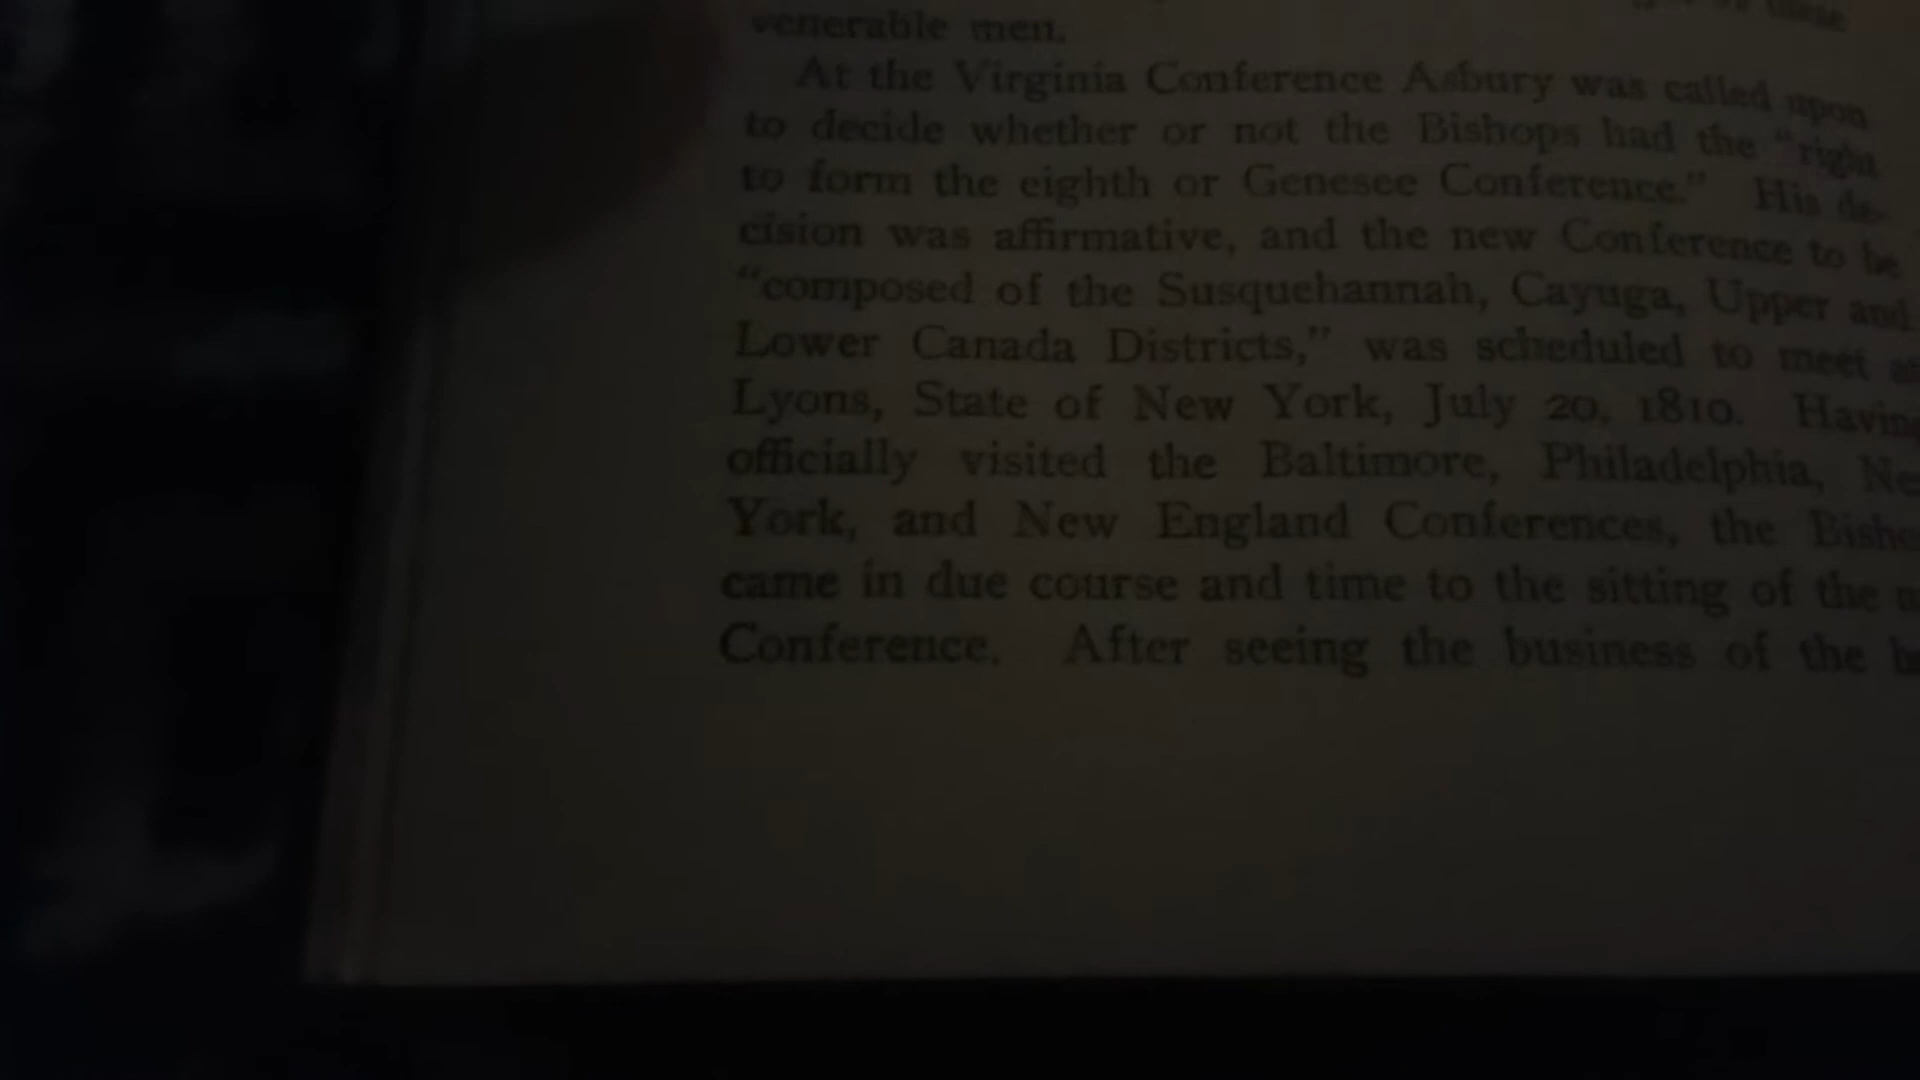 these
venerable men.
At the Virginia Conference Asbury was called upon
to decide whether or not the Bishops had the "right
to form the eighth or Genesee Conference." His de-
cision was affirmative, and the new Conference to be
"composed of the Susquehannah, Cayuga, Upper and
Lower Canada Districts," was scheduled to meet
Lyons, State of New York, July 20, 1810. Having
officially visited the Baltimore, Philadelphia, Ne
York, and New England Conferences, the Bisho
came in due course and time to the sitting of the
Conference. After seeing the business of the